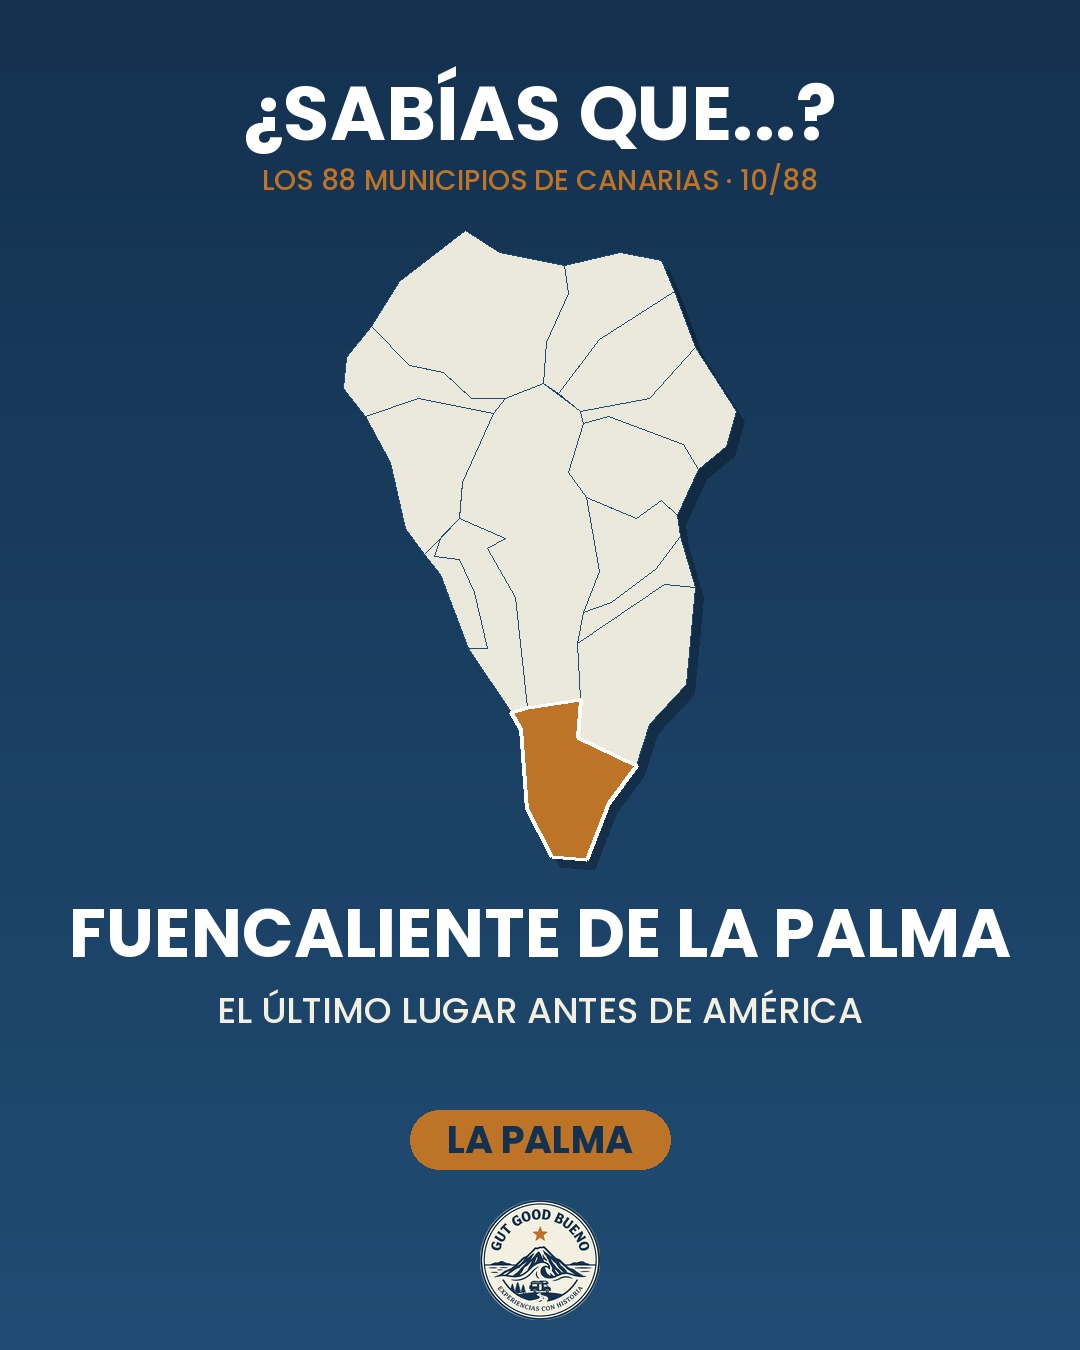 ¿SABÍAS QUE...?
LOS 88 MUNICIPIOS DE CANARIAS · 10/88
FUENCALIENTE DE LA PALMA
EL ÚLTIMO LUGAR ANTES DE AMÉRICA
LA PALMA
GUT GOOD BUENO
EXPERIENCIAS CON HISTORIA